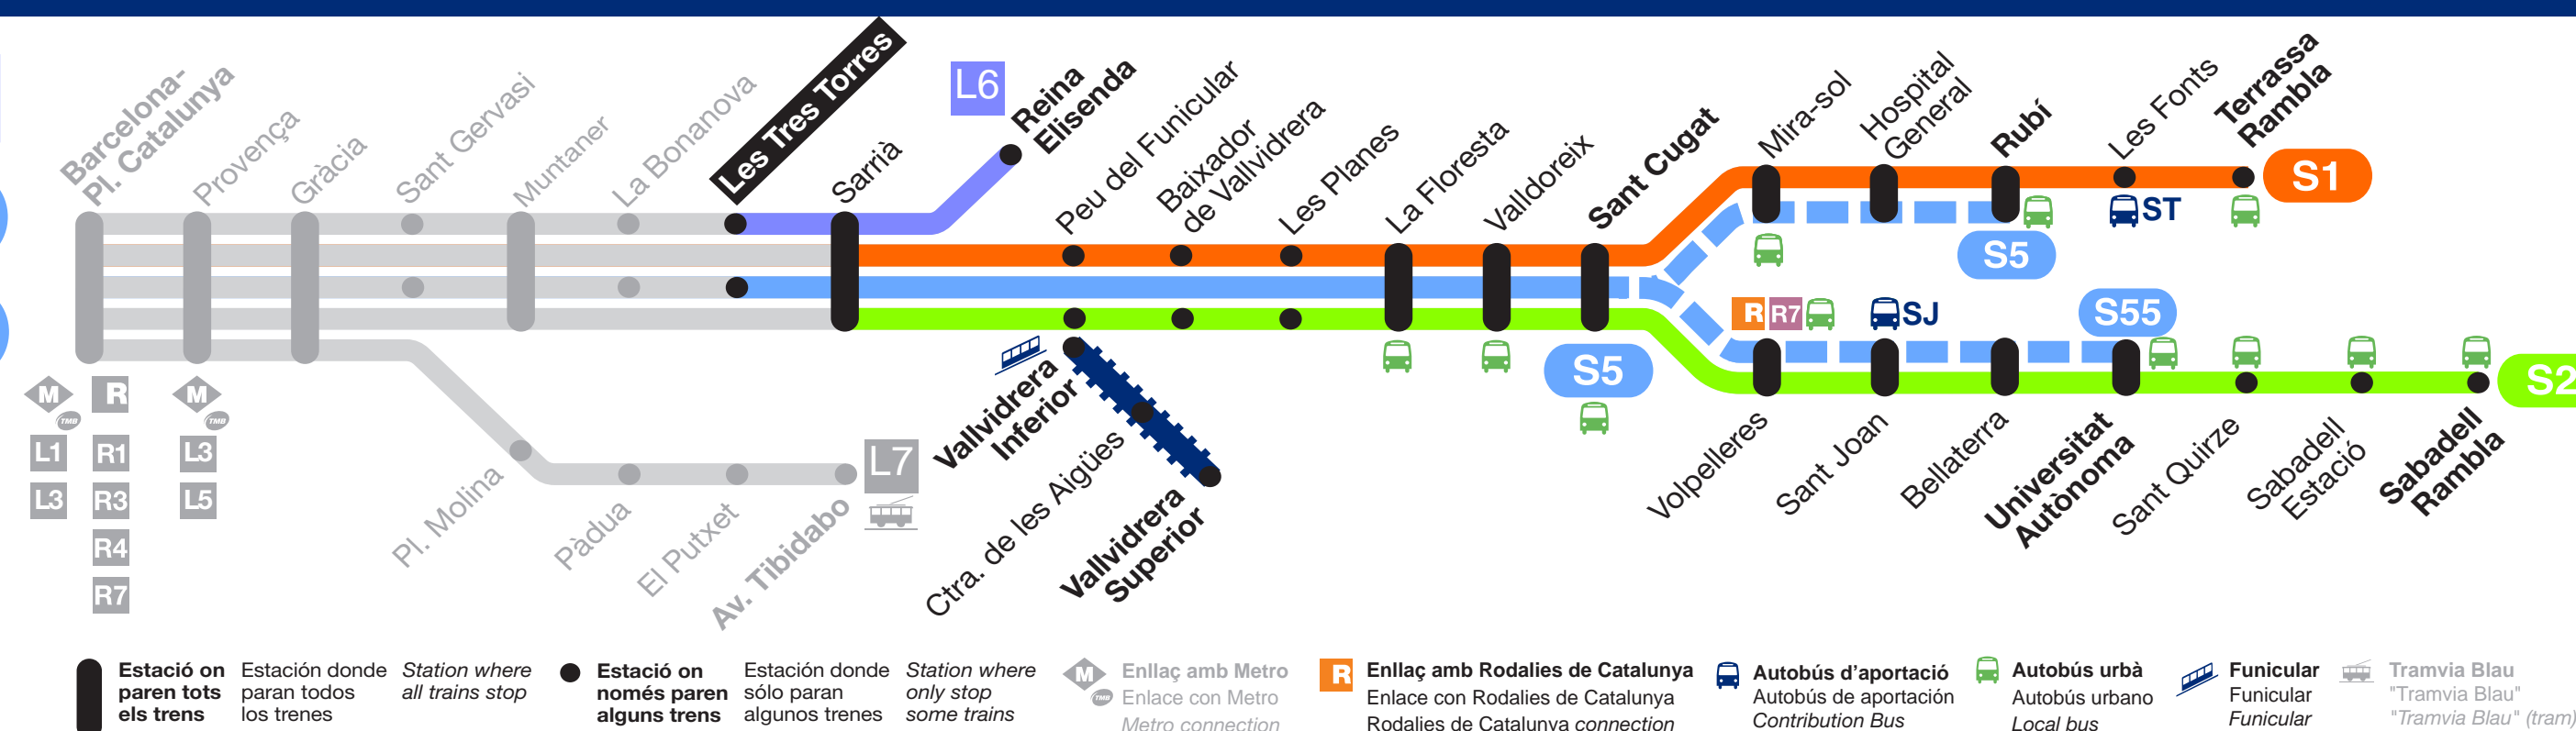 Barcelona-
Pl. Catalunya
Provença
Gràcia
Sant Gervasi
Muntaner
La Bonanova
Les Tres Torres
Sarrià
L6
Reina
Elisenda
Peu del Funicular
Baixador
de Vallvidrera
Les Planes
La Floresta
Valldoreix
Sant Cugat
Mira-sol
Hospital
General
Rubí
Les Fonts
Terrassa
Rambla
S1
ST
S5
R R7
SJ
S55
S5
S2
M
TMB
L1
L3
R
R1
R3
R4
R7
M
TMB
L3
L5
Pl. Molina
Pàdua
El Putxet
Av. Tibidabo
L7
Vallvidrera
Inferior
Ctra. de les Aigües
Vallvidrera
Superior
Volpelleres
Sant Joan
Bellaterra
Universitat
Autònoma
Sant Quirze
Sabadell
Estació
Sabadell
Rambla
Estació on
paren tots
els trens
Estación donde
paran todos
los trenes
Station where
all trains stop
Estació on
només paren
alguns trens
Estación donde
sólo paran
algunos trenes
Station where
only stop
some trains
M
TMB
Enllaç amb Metro
Enlace con Metro
Metro connection
R
Enllaç amb Rodalies de Catalunya
Enlace con Rodalies de Catalunya
Rodalies de Catalunya connection
Autobús d'aportació
Autobús de aportación
Contribution Bus
Autobús urbà
Autobús urbano
Local bus
Funicular
Funicular
Funicular
Tramvia Blau
"Tramvia Blau"
"Tramvia Blau" (tram)